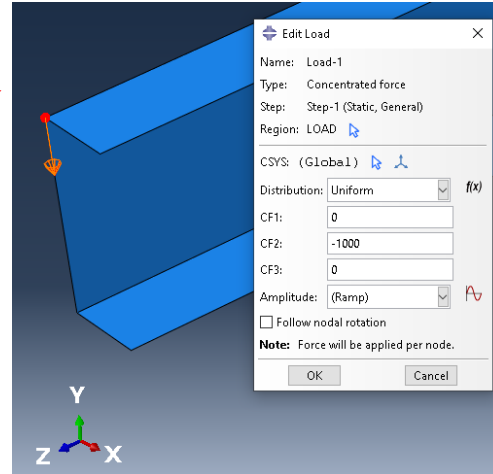 Edit Load
Name: Load-1
Type: Concentrated force
Step: Step-1 (Static, General)
Region: LOAD
CSYS: (Global)
Distribution: Uniform f(x)
CF1: 0
CF2: -1000
CF3: 0
Amplitude: (Ramp)
Follow nodal rotation
Note: Force will be applied per node.
OK Cancel
Y
Z X